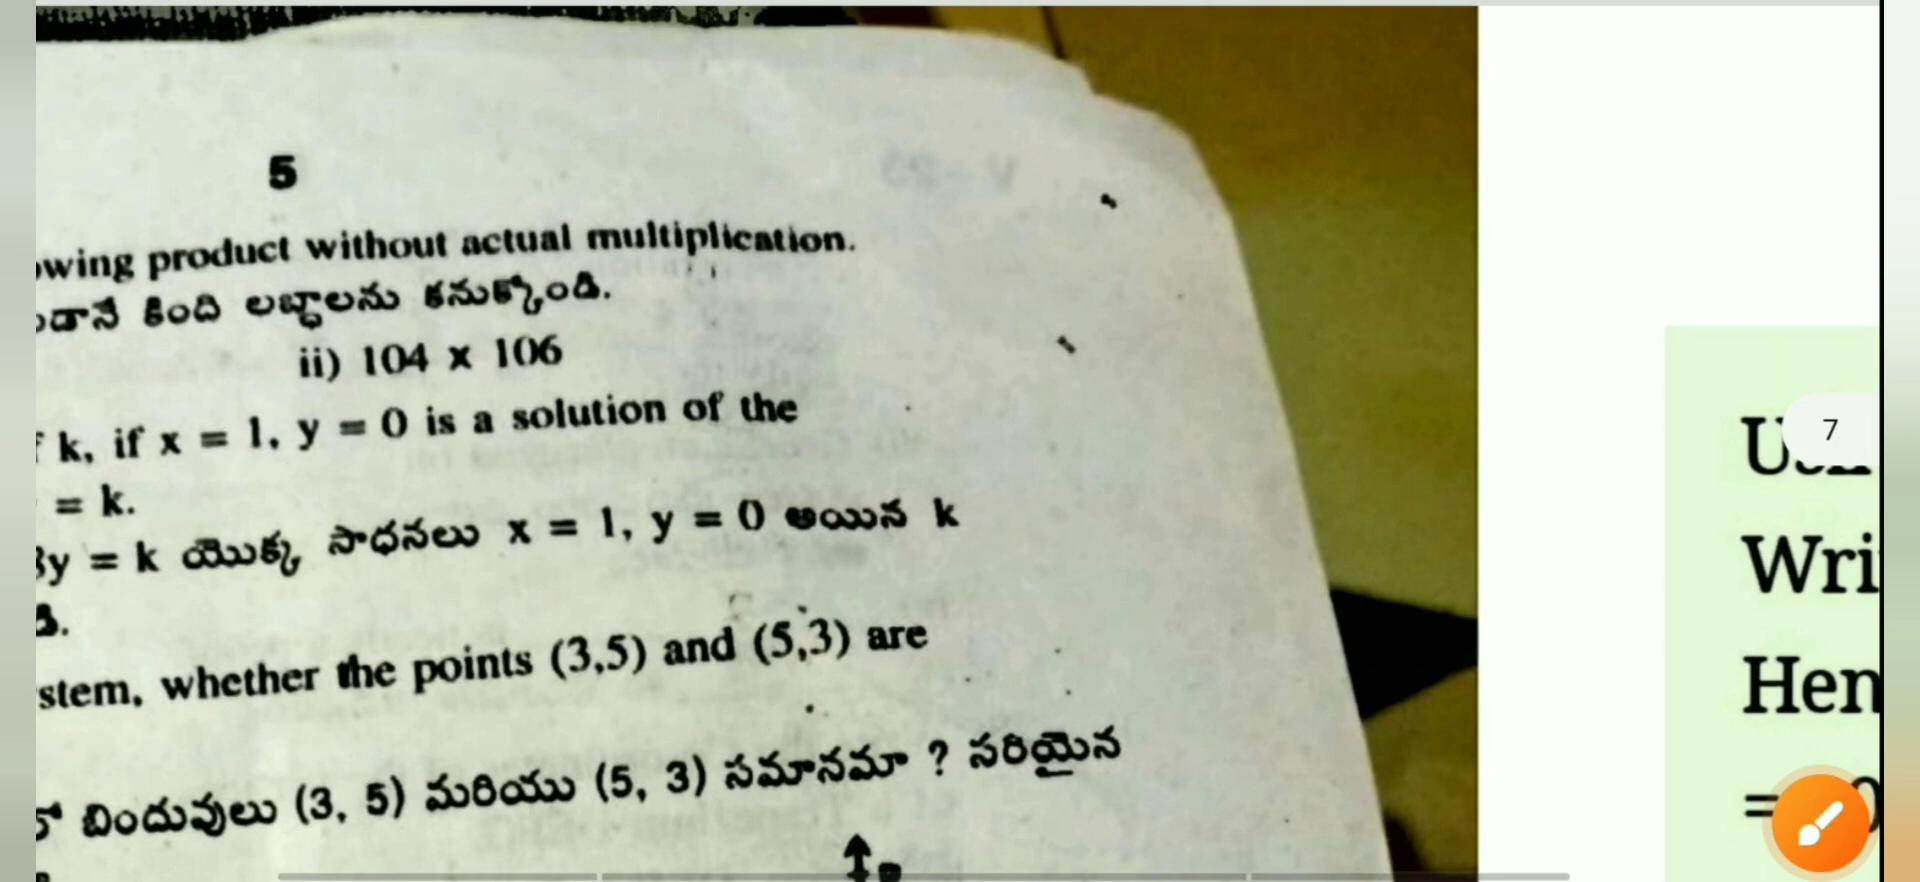 5
wing product without actual multiplication.
డానే కింది లబ్ధాలను కనుక్కోండి.
ii) 104 x 106
k, if x = 1, y = 0 is a solution of the
= k.
3y = k యొక్క సాధనలు x = 1, y = 0 అయిన k
డి.
stem, whether the points (3,5) and (5,3) are
లో బిందువులు (3, 5) మరియు (5, 3) సమానమా ? సరియైన
7
Wri
Hen
=